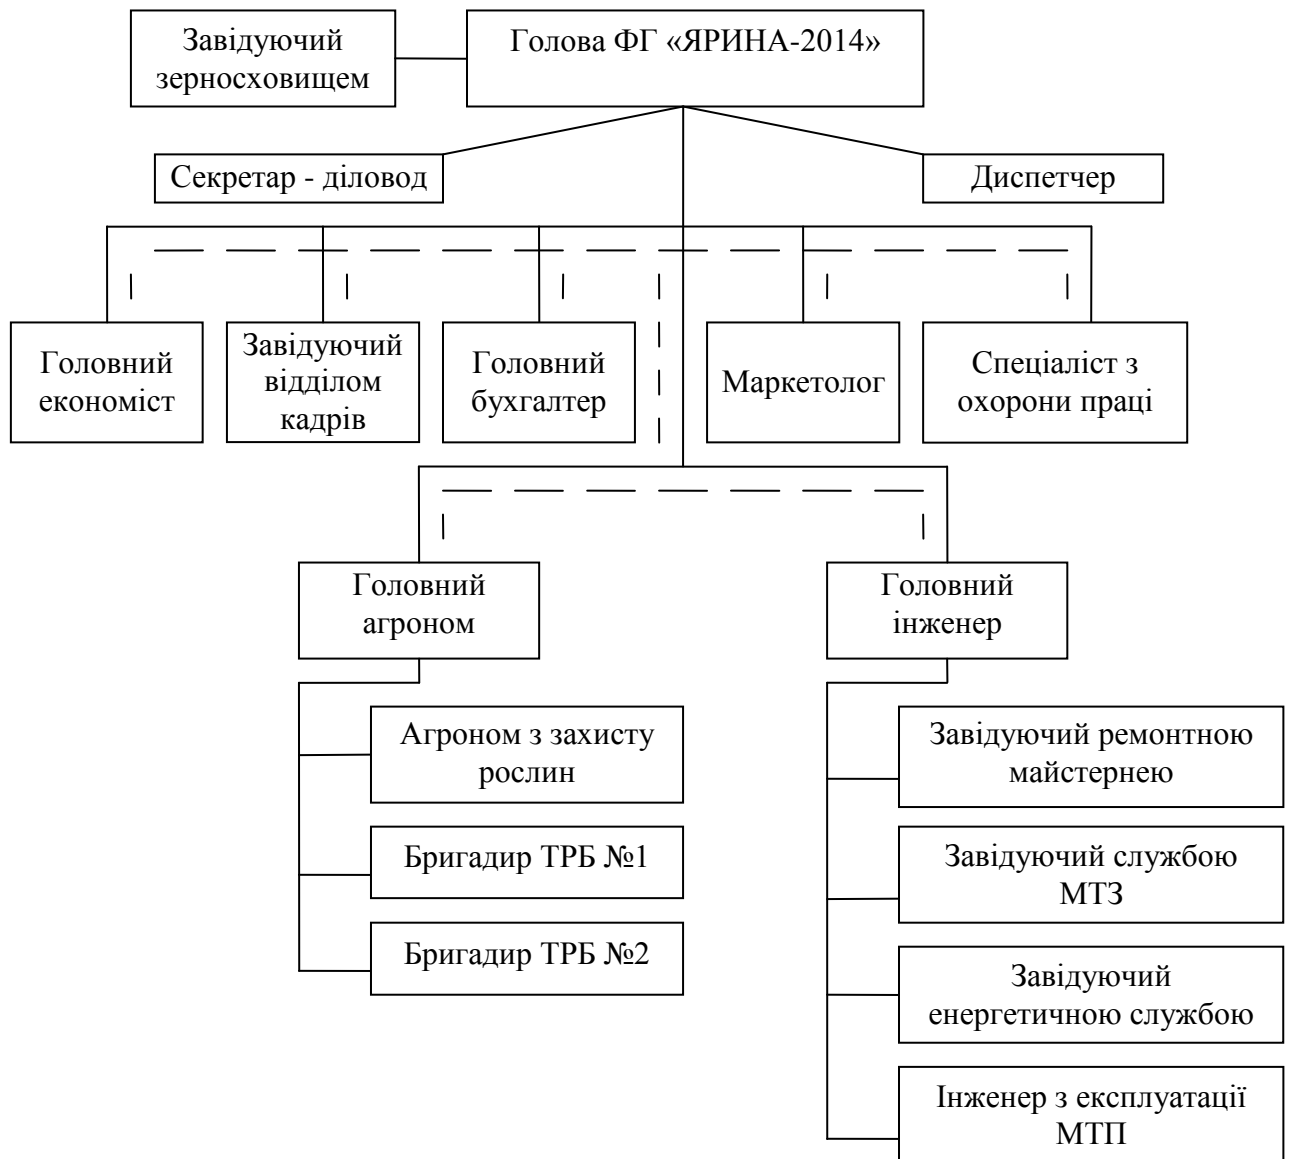 Завідуючий
зерносховищем
Голова ФГ «ЯРИНА-2014»
Секретар - діловод
Диспетчер
Головний
економіст
Завідуючий
відділом
кадрів
Головний
бухгалтер
Маркетолог
Спеціаліст з
охорони праці
Головний
агроном
Головний
інженер
Агроном з захисту
рослин
Бригадир ТРБ №1
Бригадир ТРБ №2
Завідуючий ремонтною
майстернею
Завідуючий службою
МТЗ
Завідуючий
енергетичною службою
Інженер з експлуатації
МТП